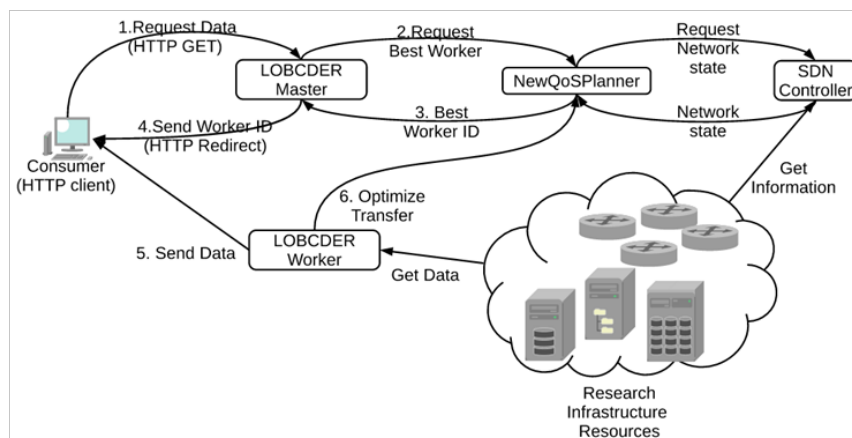 1.Request Data
(HTTP GET)
2.Request
Best Worker
Request
Network
state
LOBCDER
Master
NewQoSPlanner
SDN
Controller
3. Best
Worker ID
Network
state
4.Send Worker ID
(HTTP Redirect)
Consumer
(HTTP client)
Get
Information
6. Optimize
Transfer
5. Send Data
LOBCDER
Worker
Get Data
Research
Infrastructure
Resources